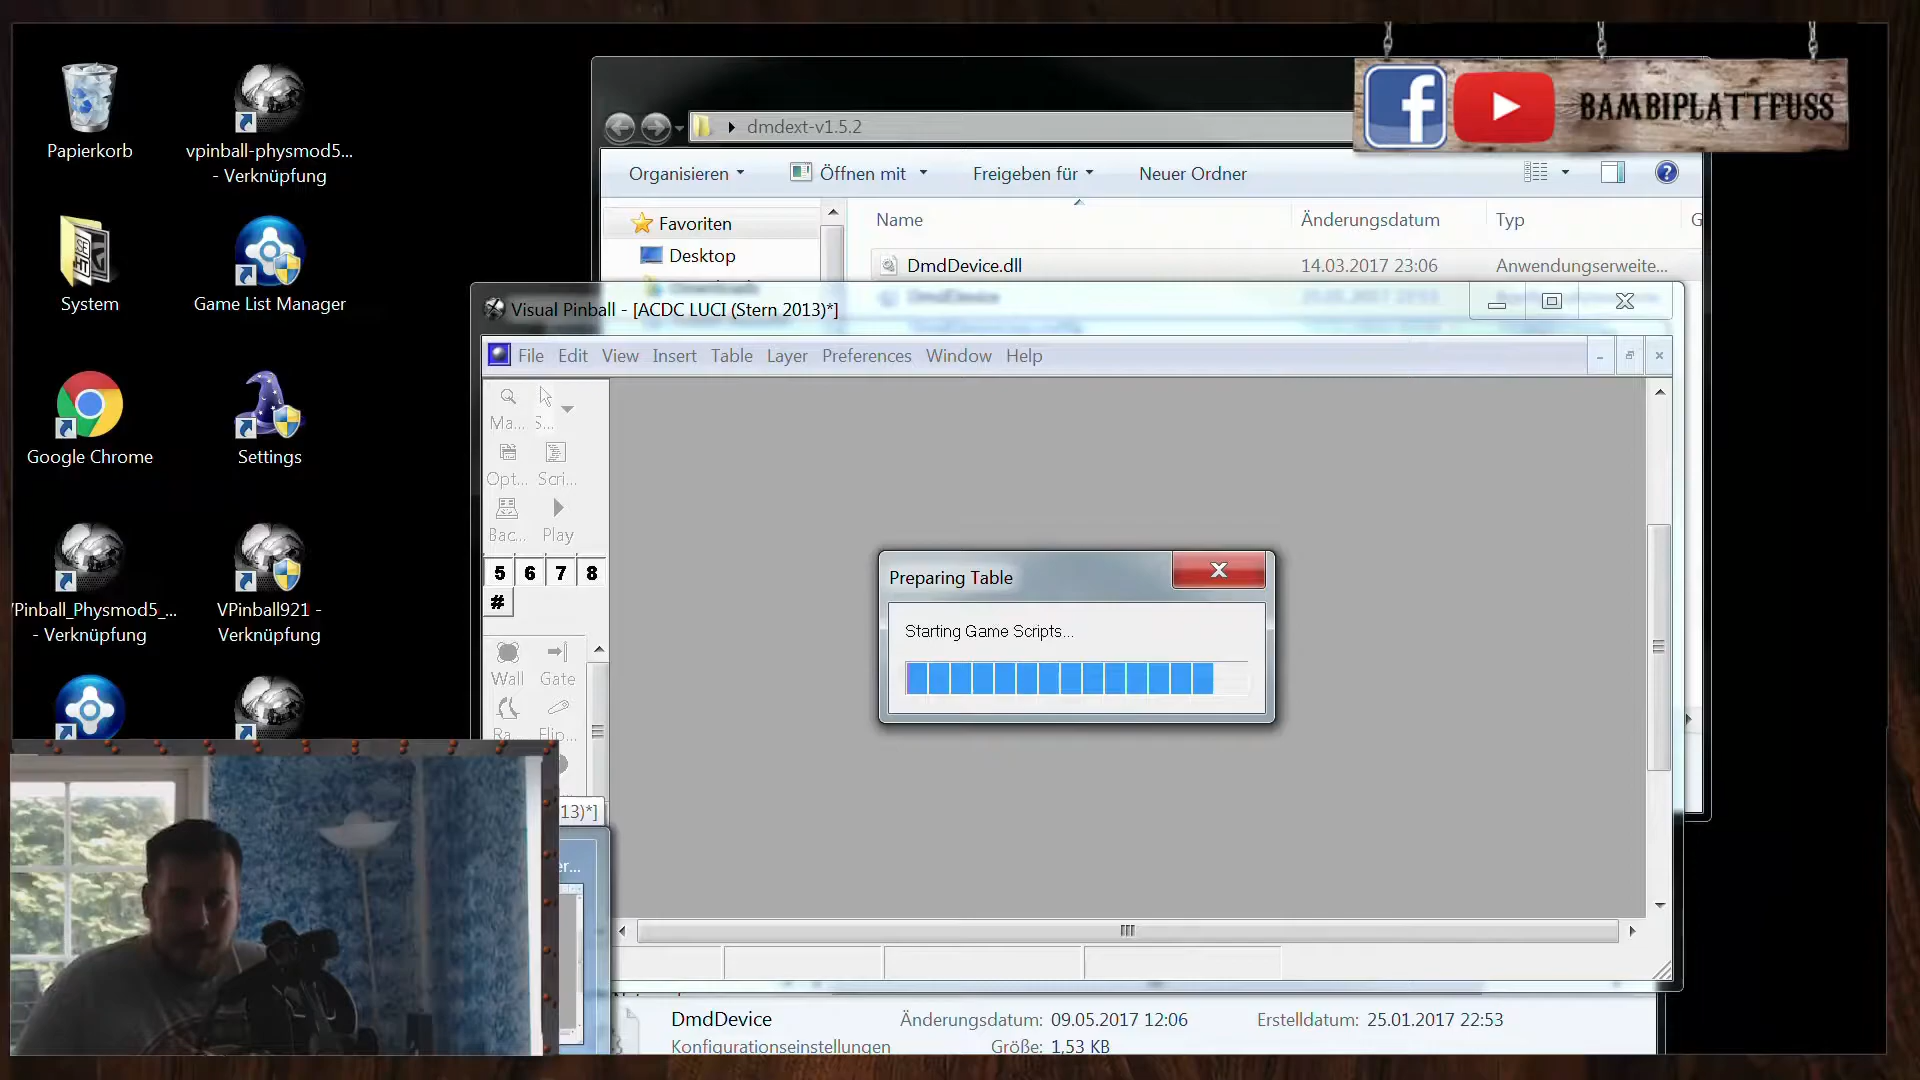 BAMBIPLATTFUSS
Papierkorb
vpinball-physmod5...
- Verknüpfung
System
Game List Manager
Google Chrome
Settings
VPinball921 -
Verknüpfung
- Verknüpfung
dmdext-v1.5.2
Organisieren
Öffnen mit
Freigeben für
Neuer Ordner
Favoriten
Desktop
Name
Änderungsdatum
Typ
G
DmdDevice.dll
14.03.2017 23:06
Anwendungserweite...
DmdDevice
Visual Pinball - [ACDC LUCI (Stern 2013)*]
File Edit View Insert Table Layer Preferences Window Help
Ma...
S...
Opt...
Scri...
Bac...
Play
5 6 7 8
#
Wall
Gate
Ra...
Flip...
13)*]
er...
Preparing Table
Starting Game Scripts...
DmdDevice
Änderungsdatum: 09.05.2017 12:06
Erstelldatum: 25.01.2017 22:53
Konfigurationseinstellungen
Größe: 1,53 KB